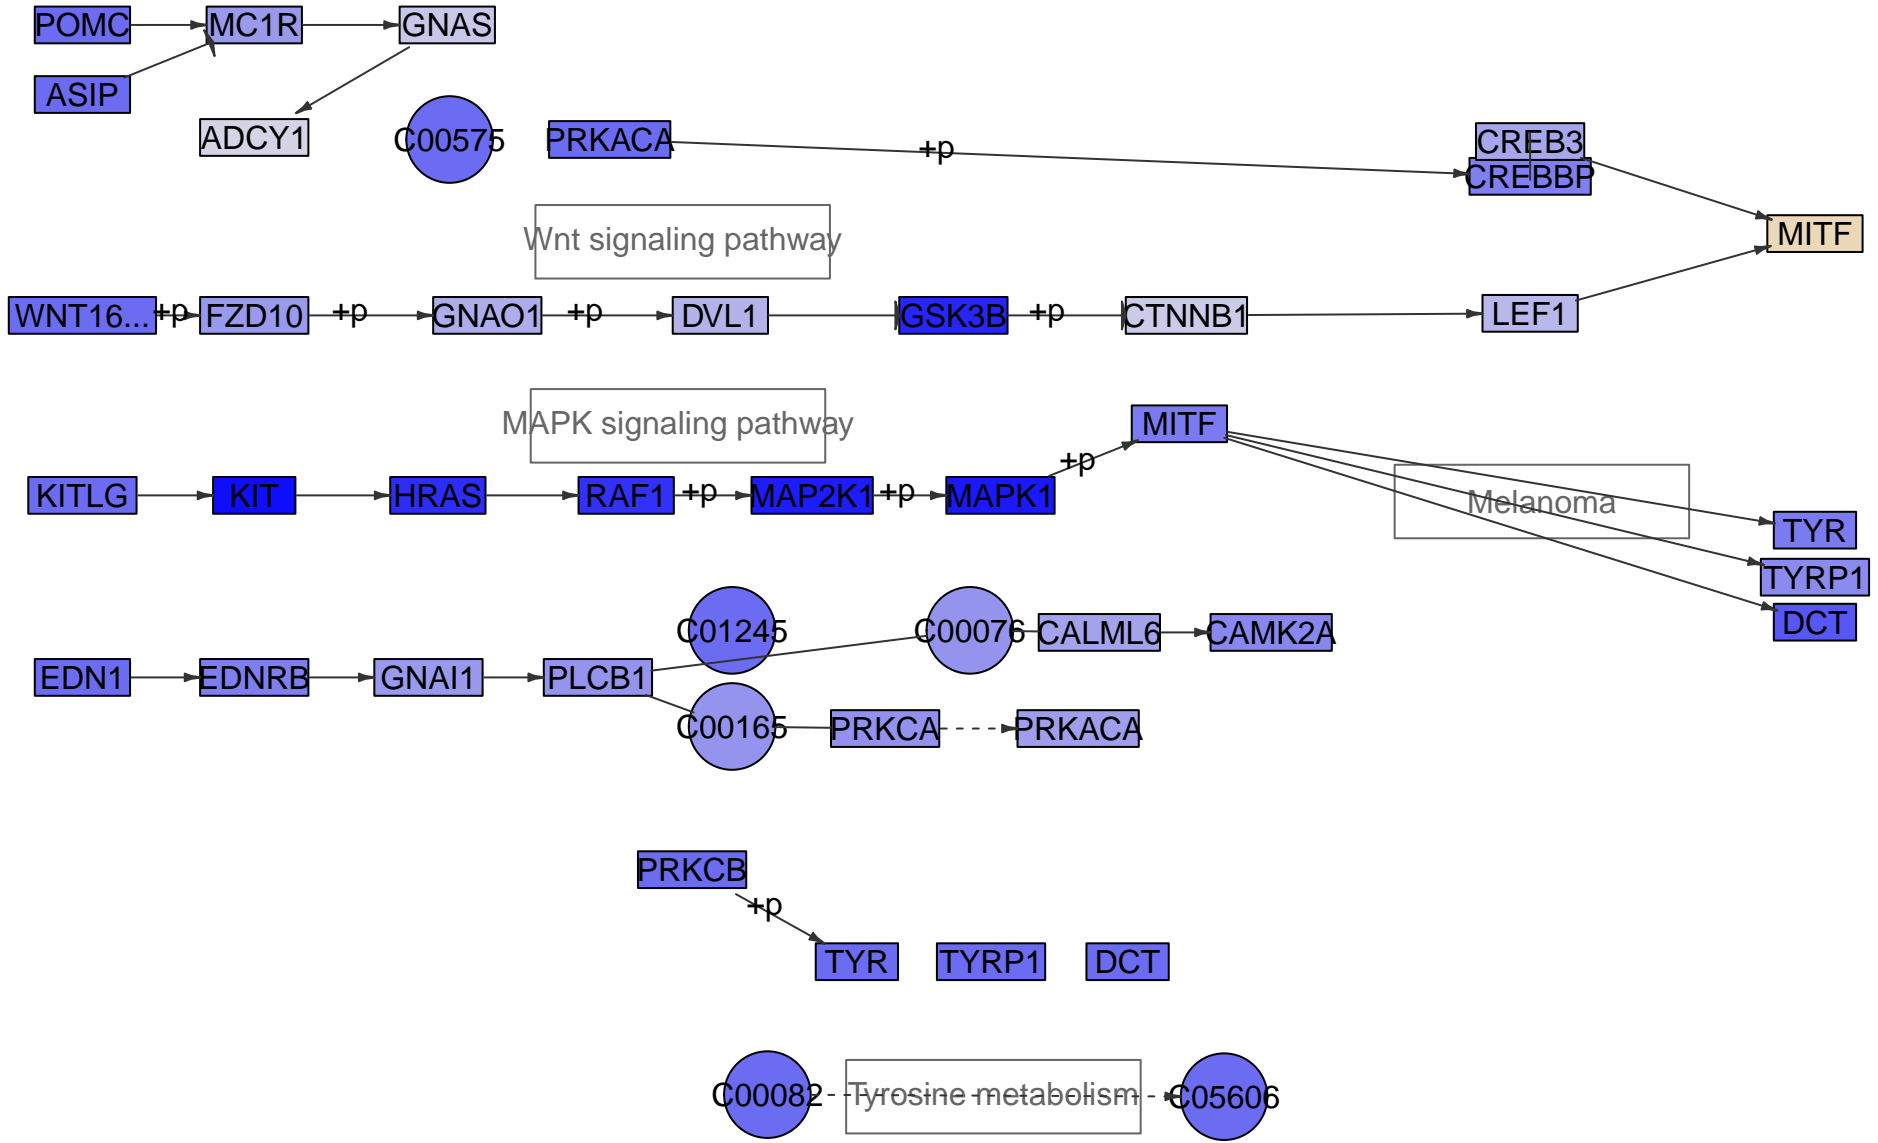 POMC
MC1R
GNAS
ASIP
ADCY1
C00575
PRKACA
+p
CREB3
CREBBP
MITF
Wnt signaling pathway
WNT16...
+p
FZD10
+p
GNAO1
+p
DVL1
GSK3B
+p
CTNNB1
LEF1
MAPK signaling pathway
MITF
+p
KITLG
KIT
HRAS
RAF1
+p
MAP2K1
+p
MAPK1
Melanoma
TYR
TYRP1
DCT
C01245
C00076
CALML6
CAMK2A
EDN1
EDNRB
GNAI1
PLCB1
C00165
PRKCA
PRKACA
PRKCB
+p
TYR
TYRP1
DCT
C00082
Tyrosine metabolism
C05606